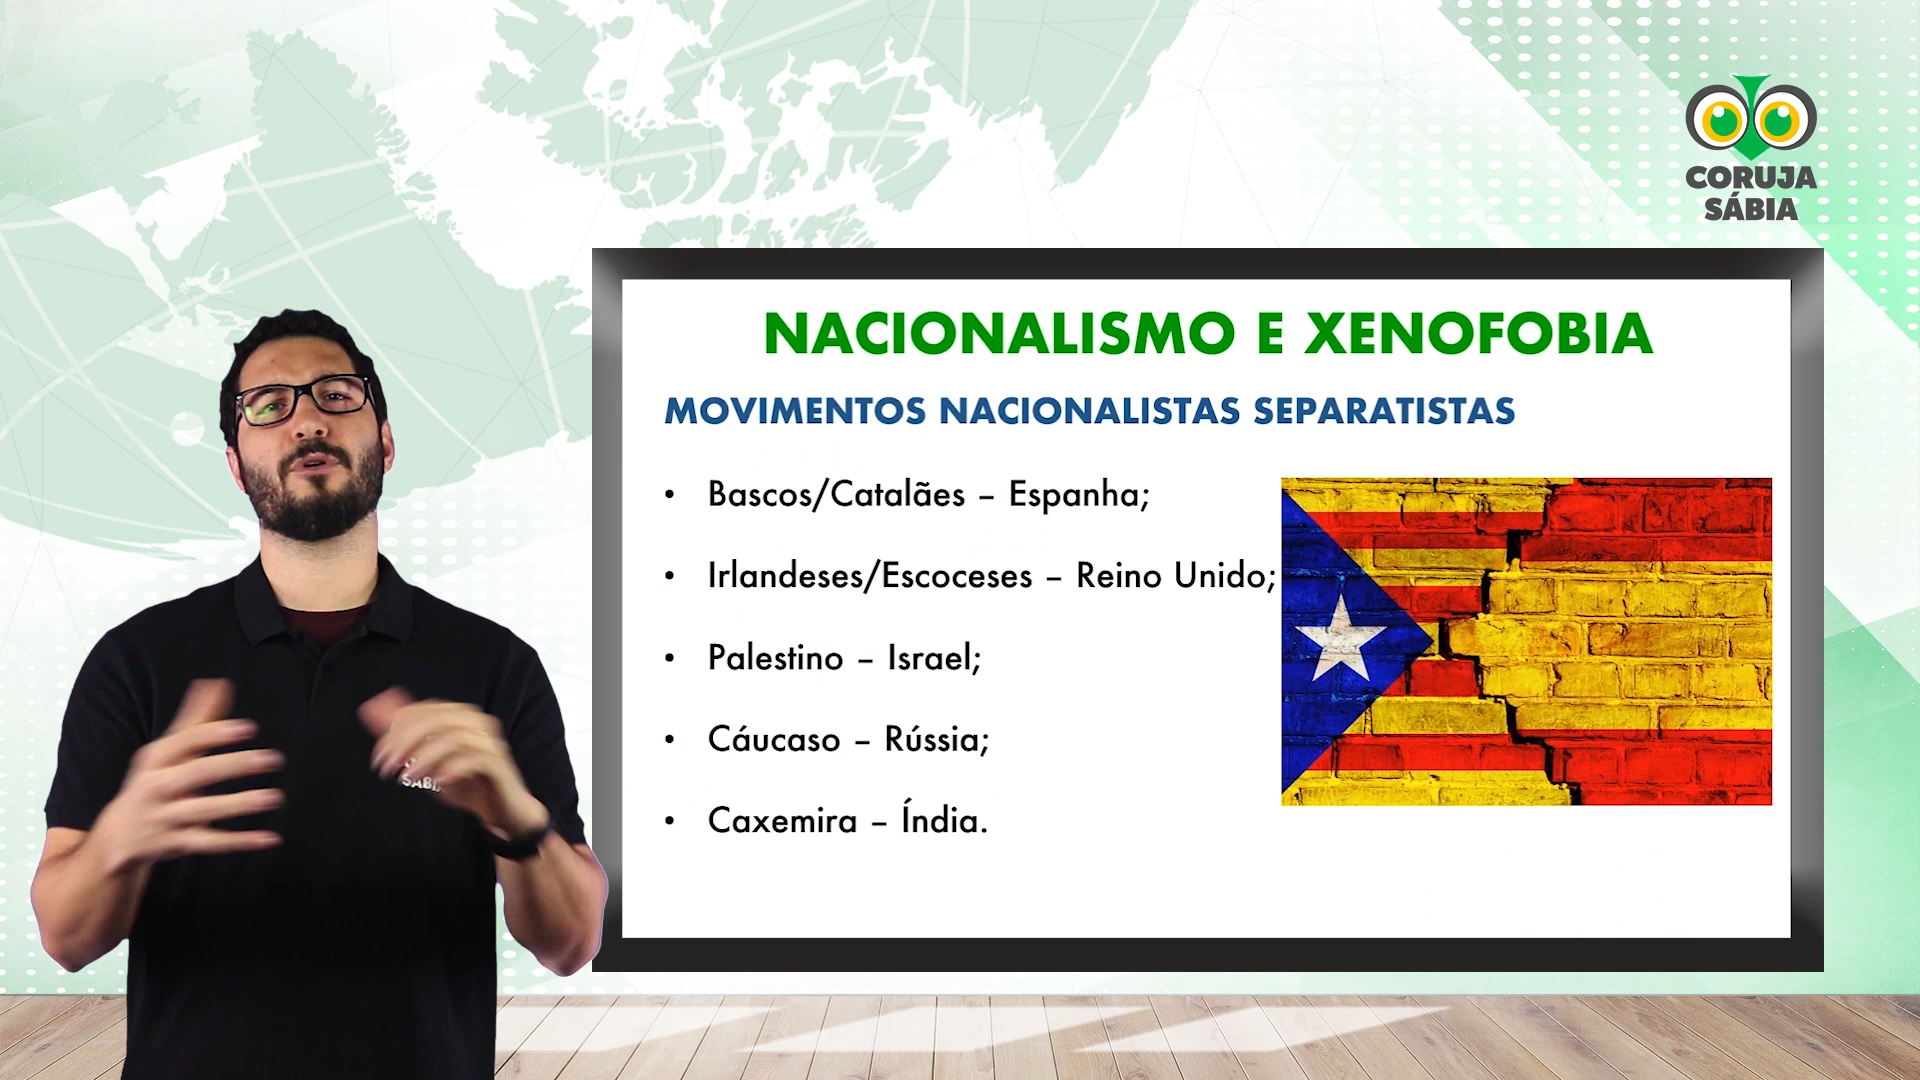 CORUJA
SÁBIA
NACIONALISMO E XENOFOBIA
MOVIMENTOS NACIONALISTAS SEPARATISTAS
• Bascos/Catalães – Espanha;
• Irlandeses/Escoceses – Reino Unido;
• Palestino – Israel;
• Cáucaso – Rússia;
• Caxemira – Índia.